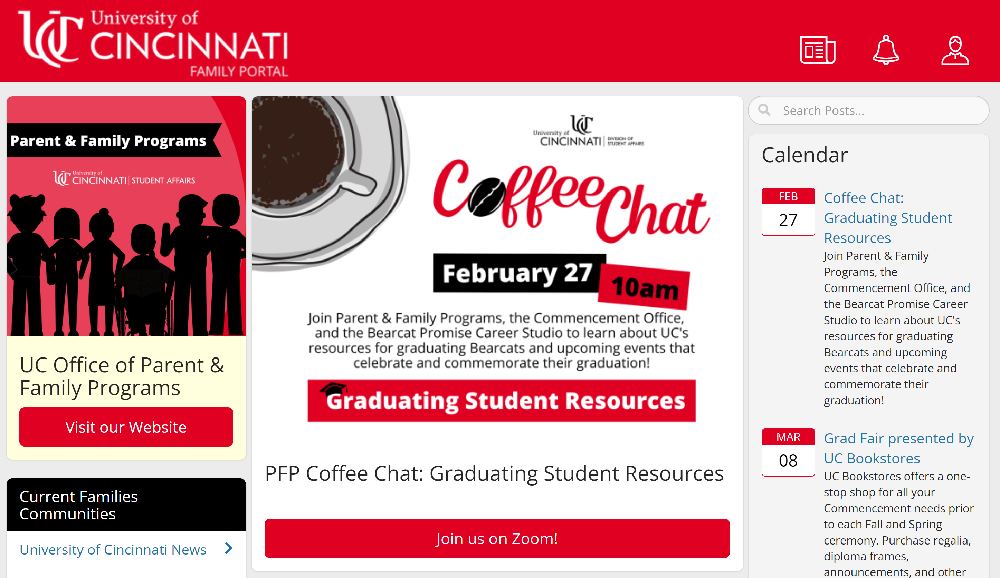 University of
CINCINNATI
FAMILY PORTAL
Parent & Family Programs
University of
CINCINNATI | STUDENT AFFAIRS
UC Office of Parent &
Family Programs
Visit our Website
Current Families
Communities
University of Cincinnati News
University of
CINCINNATI
DIVISION OF
STUDENT AFFAIRS
Coffee Chat
February 27
10am
Join Parent & Family Programs, the Commencement Office,
and the Bearcat Promise Career Studio to learn about UC's
resources for graduating Bearcats and upcoming events that
celebrate and commemorate their graduation!
Graduating Student Resources
PFP Coffee Chat: Graduating Student Resources
Join us on Zoom!
Search Posts...
Calendar
FEB
27
Coffee Chat:
Graduating Student
Resources
Join Parent & Family
Programs, the
Commencement Office, and
the Bearcat Promise Career
Studio to learn about UC's
resources for graduating
Bearcats and upcoming
events that celebrate and
commemorate their
graduation!
MAR
08
Grad Fair presented by
UC Bookstores
UC Bookstores offers a one-
stop shop for all your
Commencement needs prior
to each Fall and Spring
ceremony. Purchase regalia,
diploma frames,
announcements, and other